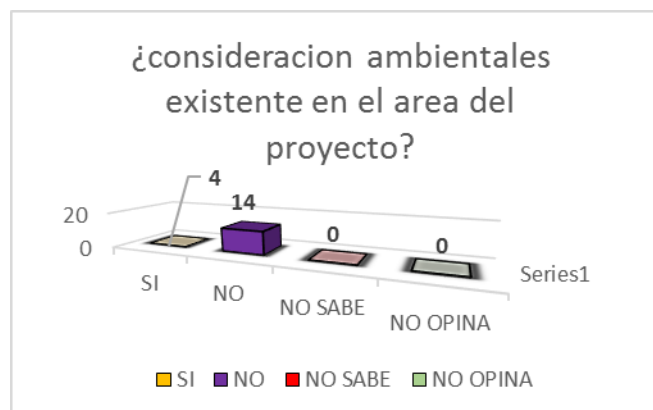 ¿consideracion ambientales
existente en el area del
proyecto?
4
14
0
0
20
0
SI
NO
NO SABE
NO OPINA
Series1
SI NO NO SABE NO OPINA